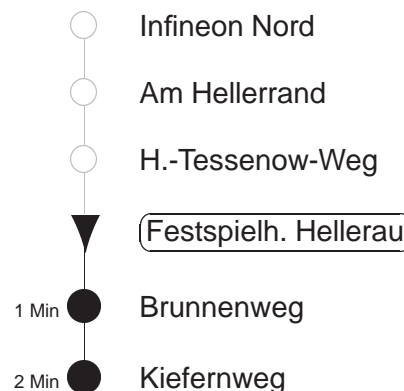 Infineon Nord
Am Hellerrand
H.-Tessenow-Weg
Festspielh. Hellerau
1 Min Brunnenweg
2 Min Kiefernweg